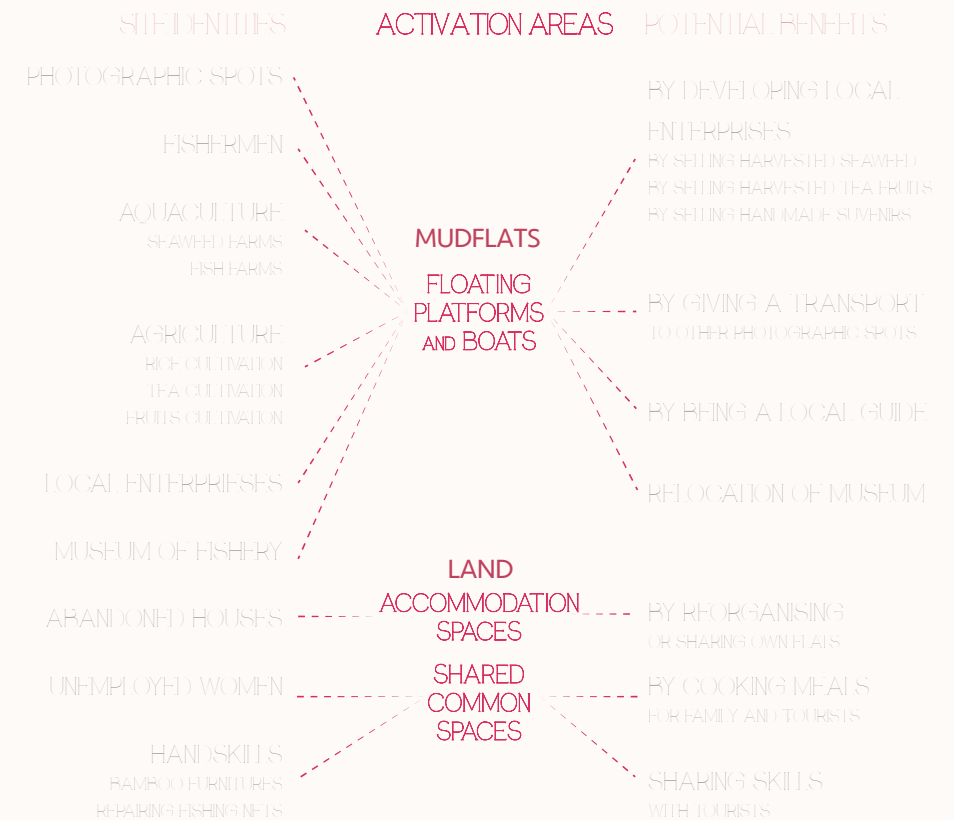 SITE IDENTITIES
ACTIVATION AREAS
POTENTIAL BENEFITS
PHOTOGRAPHIC SPOTS
FISHERMEN
AQUACULTURE
SEAWEED FARMS
FISH FARMS
AGRICULTURE
RICE CULTIVATION
TEA CULTIVATION
FRUITS CULTIVATION
LOCAL ENTERPRIESES
MUSEUM OF FISHERY
ABANDONED HOUSES
UNEMPLOYED WOMEN
HANDSKILLS
BAMBOO FURNITURES
REPAIRING FISHING NETS
MUDFLATS
FLOATING
PLATFORMS
AND BOATS
LAND
ACCOMMODATION
SPACES
SHARED
COMMON
SPACES
BY DEVELOPING LOCAL
ENTERPRISES
BY SELLING HARVESTED SEAWEED
BY SELLING HARVESTED TEA FRUITS
BY SELLING HANDMADE SUVENIRS
BY GIVING A TRANSPORT
TO OTHER PHOTOGRAPHIC SPOTS
BY BEING A LOCAL GUIDE
RELOCATION OF MUSEUM
BY REORGANISING
OR SHARING OWN FLATS
BY COOKING MEALS
FOR FAMILY AND TOURISTS
SHARING SKILLS
WITH TOURISTS